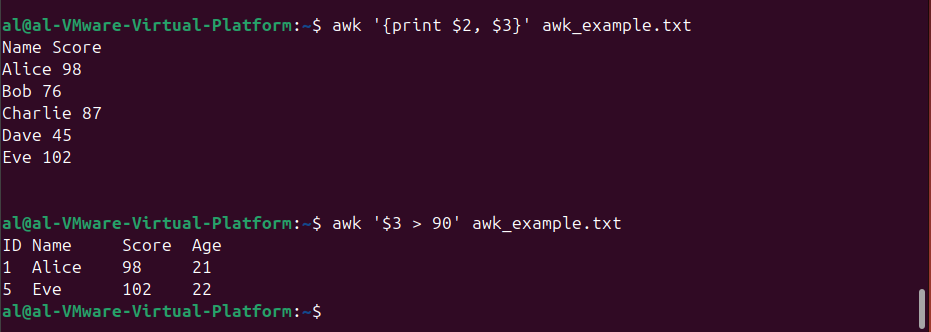 al@al-VMware-Virtual-Platform:~$ awk '{print $2, $3}' awk_example.txt
Name Score
Alice 98
Bob 76
Charlie 87
Dave 45
Eve 102
al@al-VMware-Virtual-Platform:~$ awk '$3 > 90' awk_example.txt
ID Name     Score  Age
1  Alice    98     21
5  Eve      102    22
al@al-VMware-Virtual-Platform:~$